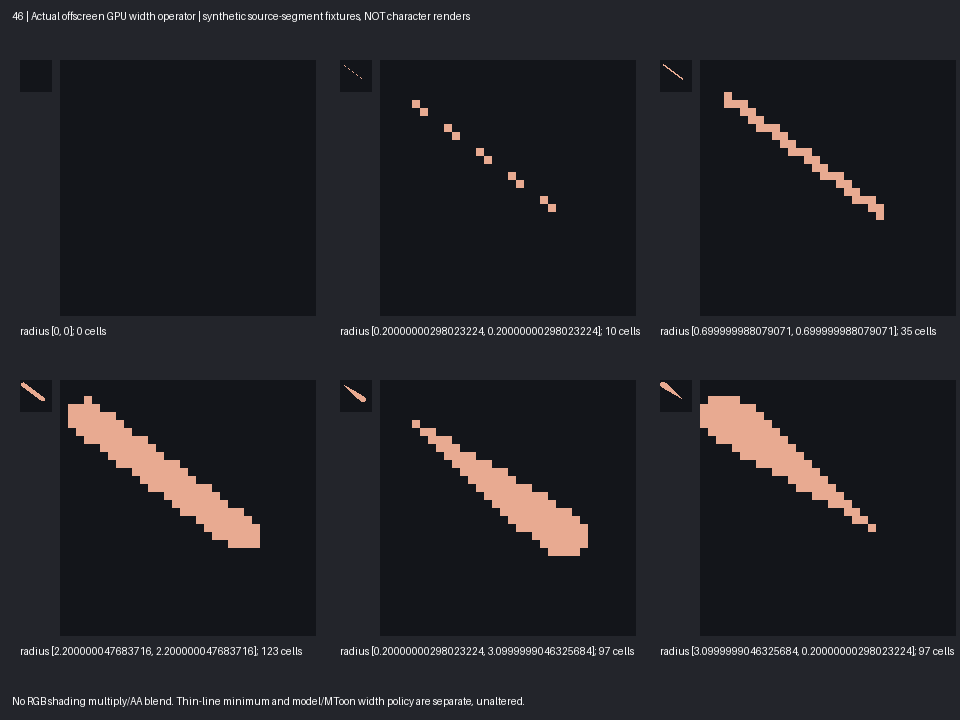 46 | Actual offscreen GPU width operator | synthetic source-segment fixtures, NOT character renders
radius [0, 0]; 0 cells
radius [0.20000000298023224, 0.20000000298023224]; 10 cells
radius [0.699999988079071, 0.699999988079071]; 35 cells
radius [2.200000047683716, 2.200000047683716]; 123 cells
radius [0.20000000298023224, 3.0999999046325684]; 97 cells
radius [3.0999999046325684, 0.20000000298023224]; 97 cells
No RGB shading multiply/AA blend. Thin-line minimum and model/MToon width policy are separate, unaltered.